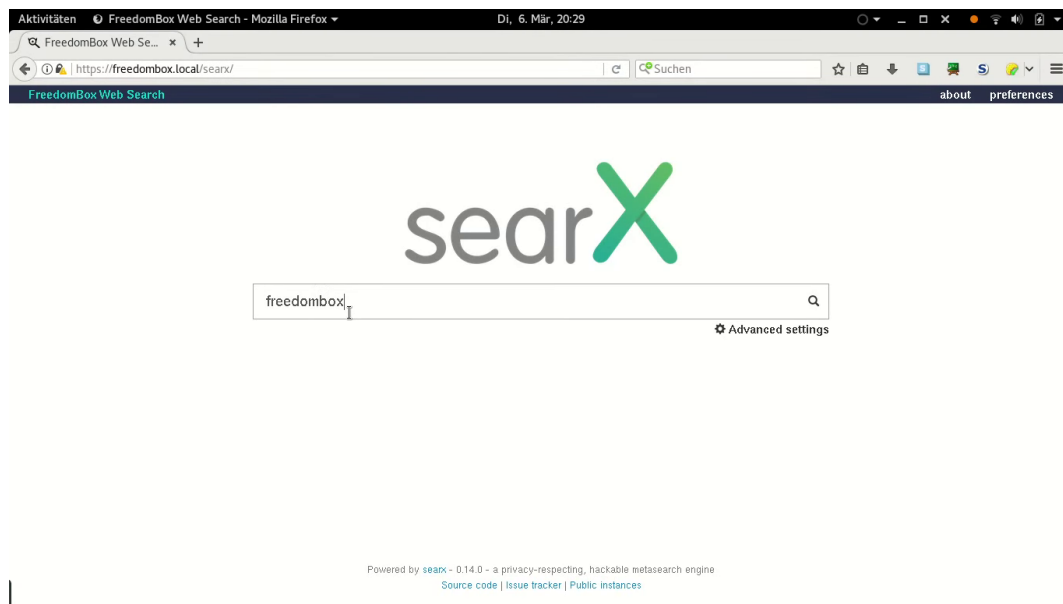 Aktivitäten FreedomBox Web Search - Mozilla Firefox Di, 6. Mär, 20:29
FreedomBox Web Se... × +
https://freedombox.local/searx/ Suchen
FreedomBox Web Search about preferences
searX
freedombox
Advanced settings
Powered by searx - 0.14.0 - a privacy-respecting, hackable metasearch engine
Source code | Issue tracker | Public instances